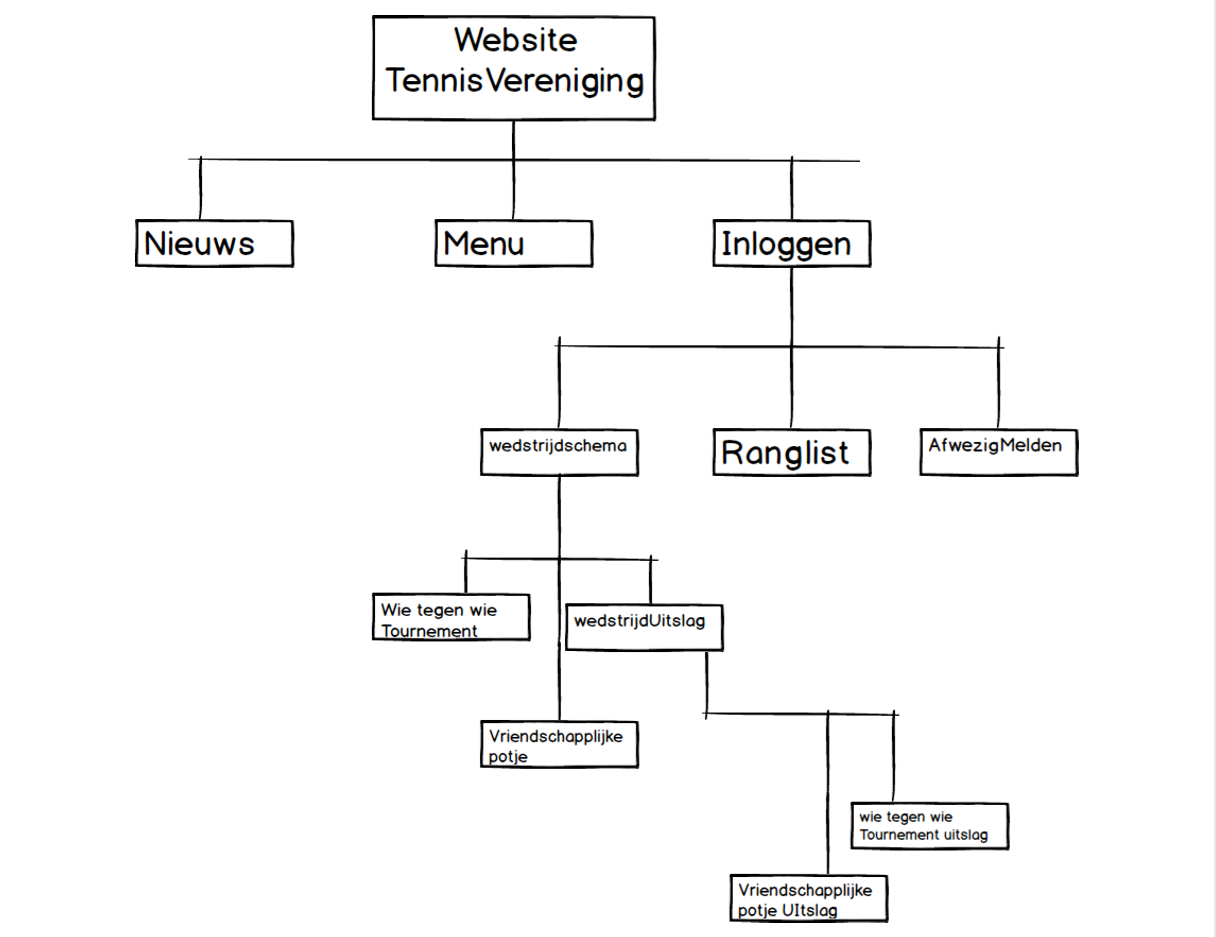 Website
TennisVereniging
Nieuws
Menu
Inloggen
wedstrijdschema
Ranglist
AfwezigMelden
Wie tegen wie
Tournement
wedstrijdUitslag
Vriendschapplijke
potje
wie tegen wie
Tournement uitslag
Vriendschapplijke
potje UItslag